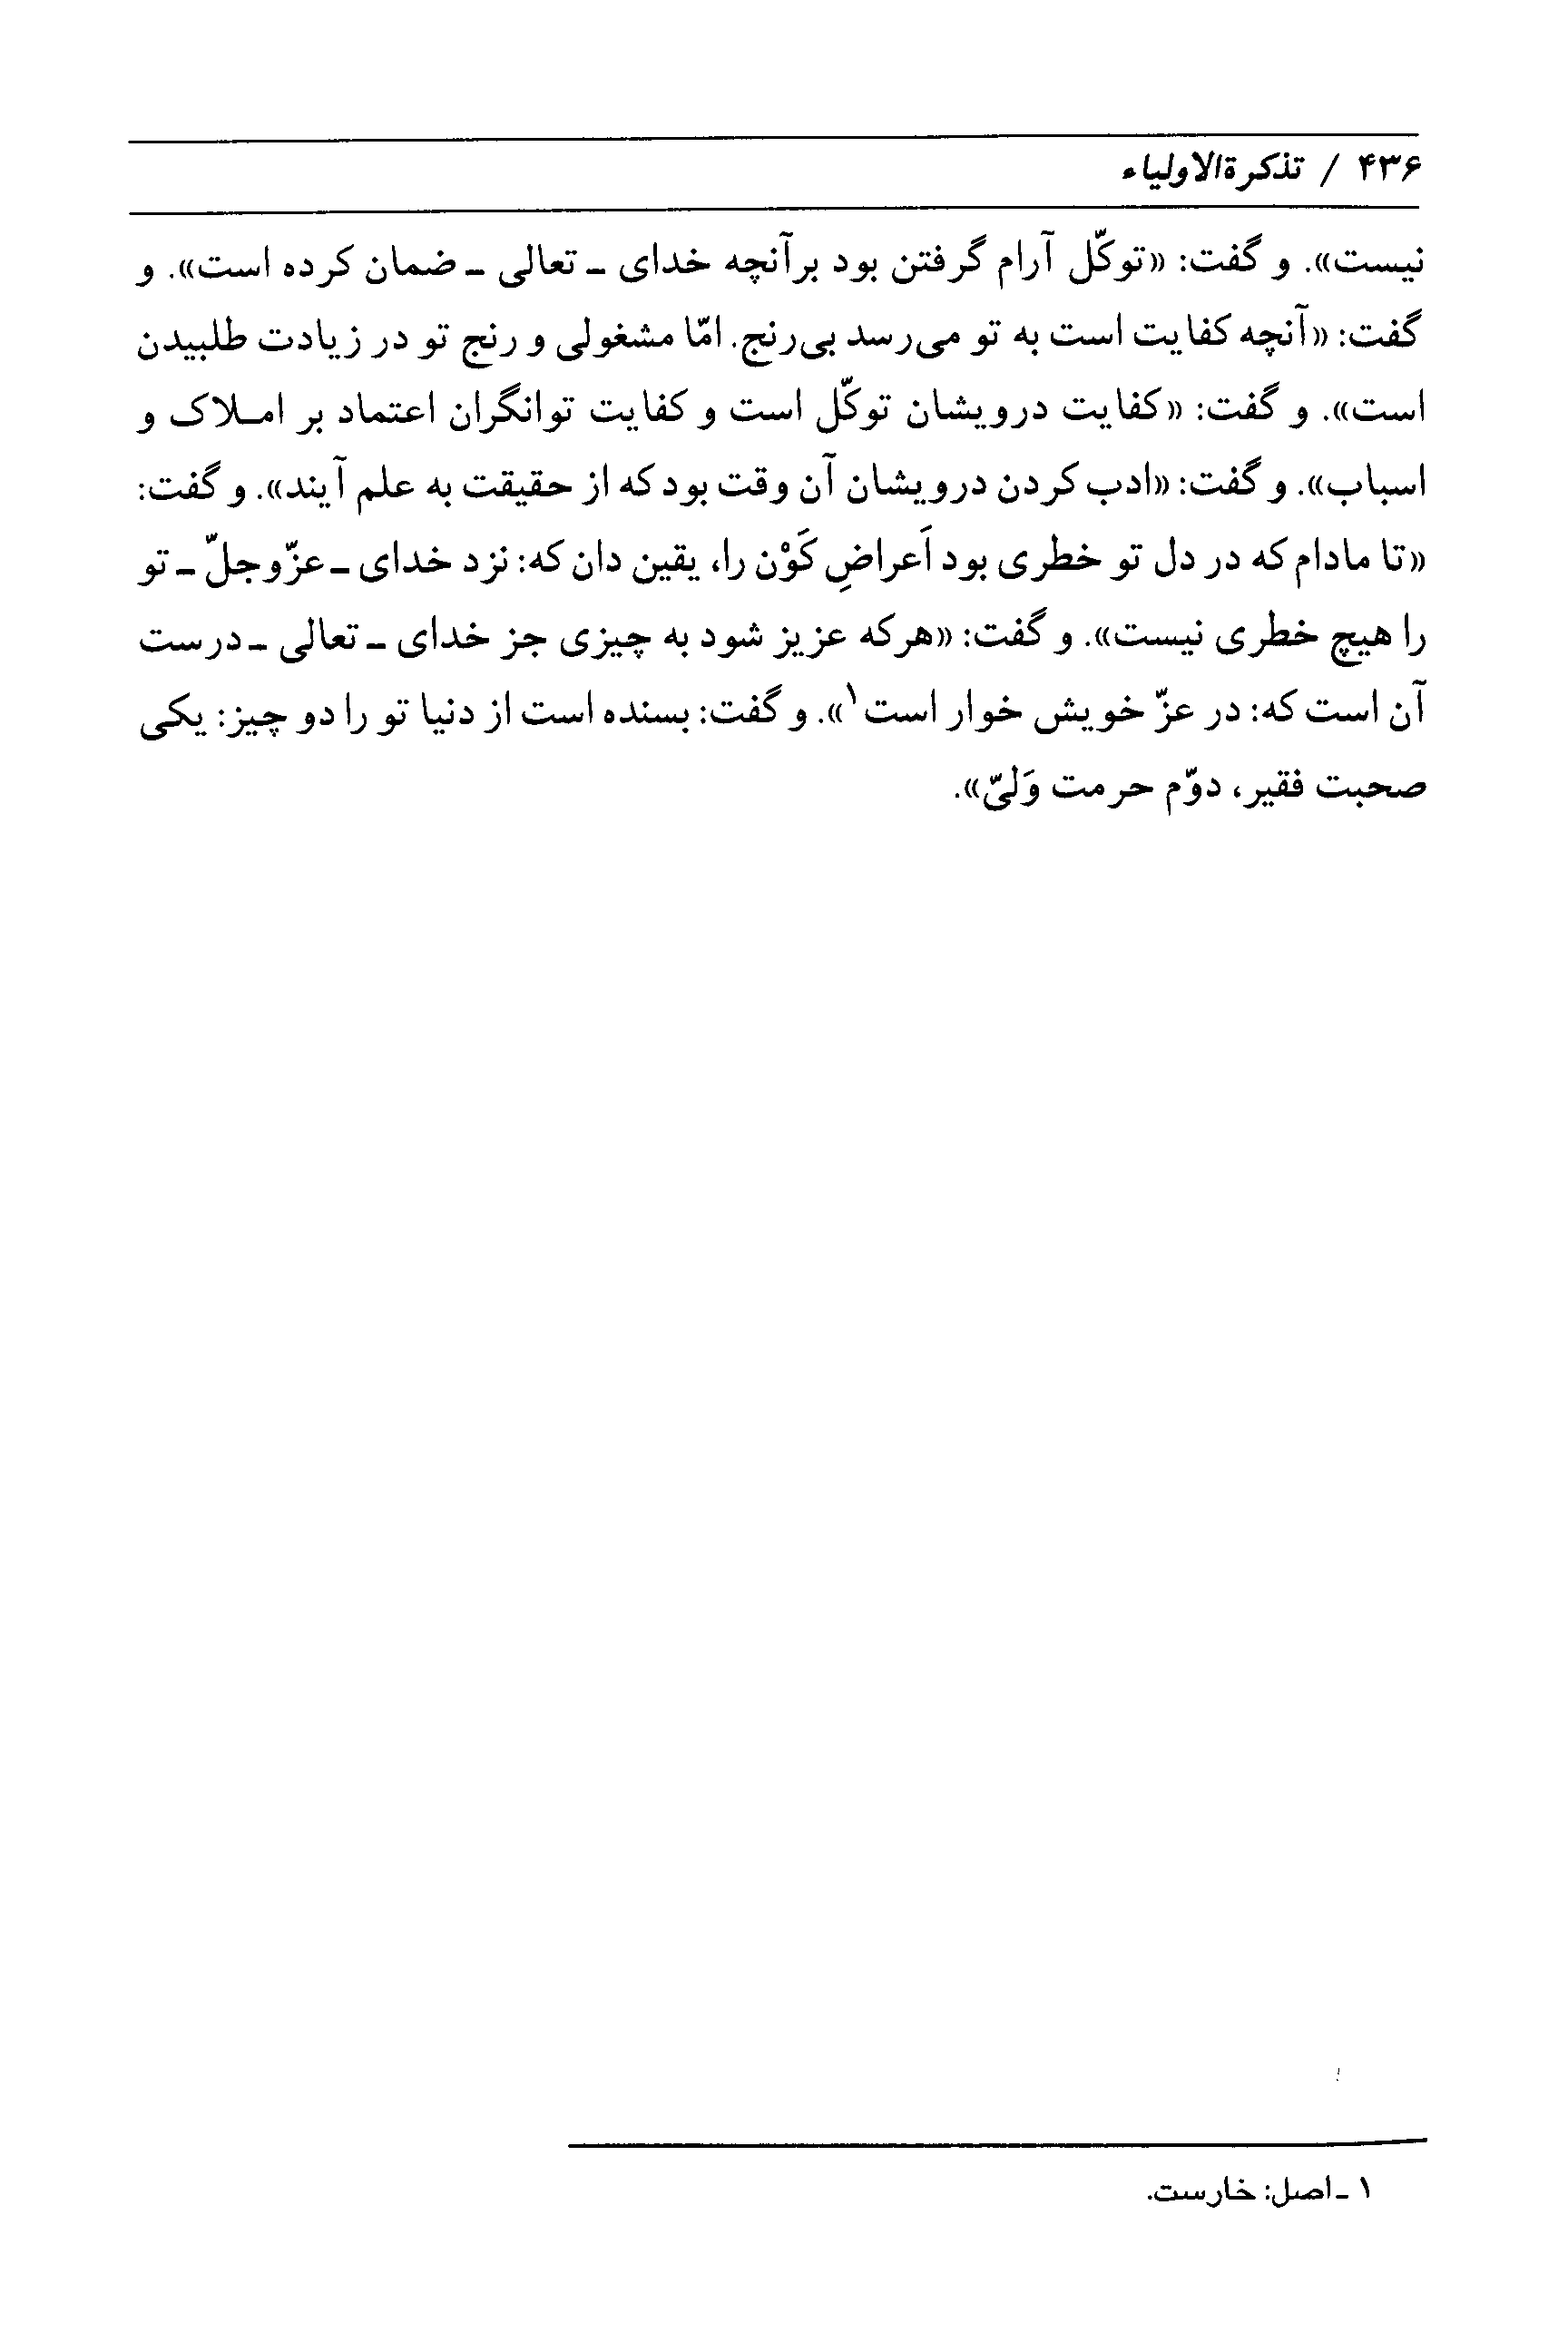 ۴۳۶ / تذکرةالاولیاء
نیست». و گفت: «توکّل آرام گرفتن بود برآنچه خدای ـ تعالی ـ ضمان کرده است». و
گفت: «آنچه کفایت است به تو می‌رسد بی‌رنج. امّا مشغولی و رنج تو در زیادت طلبیدن
است». و گفت: «کفایت درویشان توکّل است و کفایت توانگران اعتماد بر امـلاک و
اسباب». و گفت: «ادب کردن درویشان آن وقت بود که از حقیقت به علم آیند». و گفت:
«تا مادام که در دل تو خطری بود اَعراضِ کَوْن را، یقین دان که: نزد خدای ـ عزّوجلّ ـ تو
را هیچ خطری نیست». و گفت: «هرکه عزیز شود به چیزی جز خدای ـ تعالی ـ درست
آن است که: در عزّ خویش خوار است۱». و گفت: بسنده است از دنیا تو را دو چیز: یکی
صحبت فقیر، دوّم حرمت وَلیّ».
۱ ـ اصل: خارست.